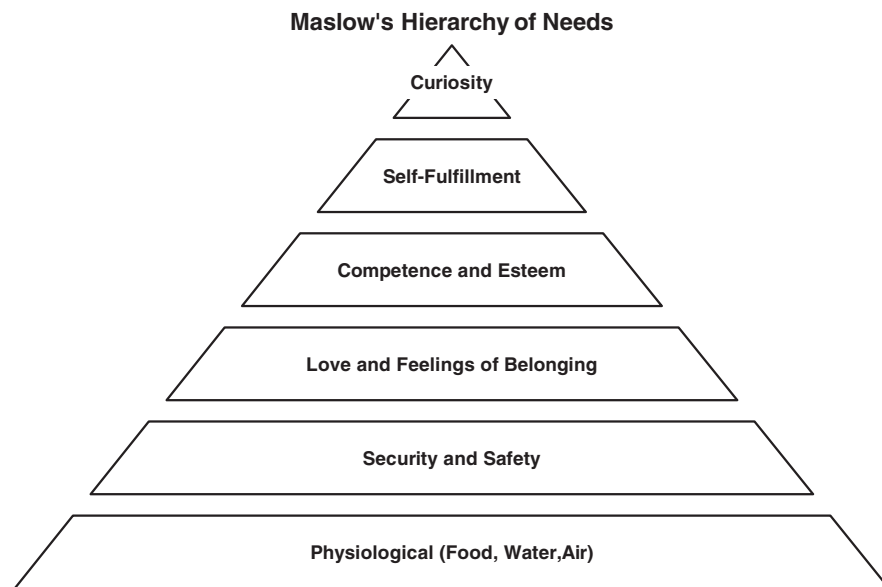 Maslow's Hierarchy of Needs
Curiosity
Self-Fulfillment
Competence and Esteem
Love and Feelings of Belonging
Security and Safety
Physiological (Food, Water,Air)